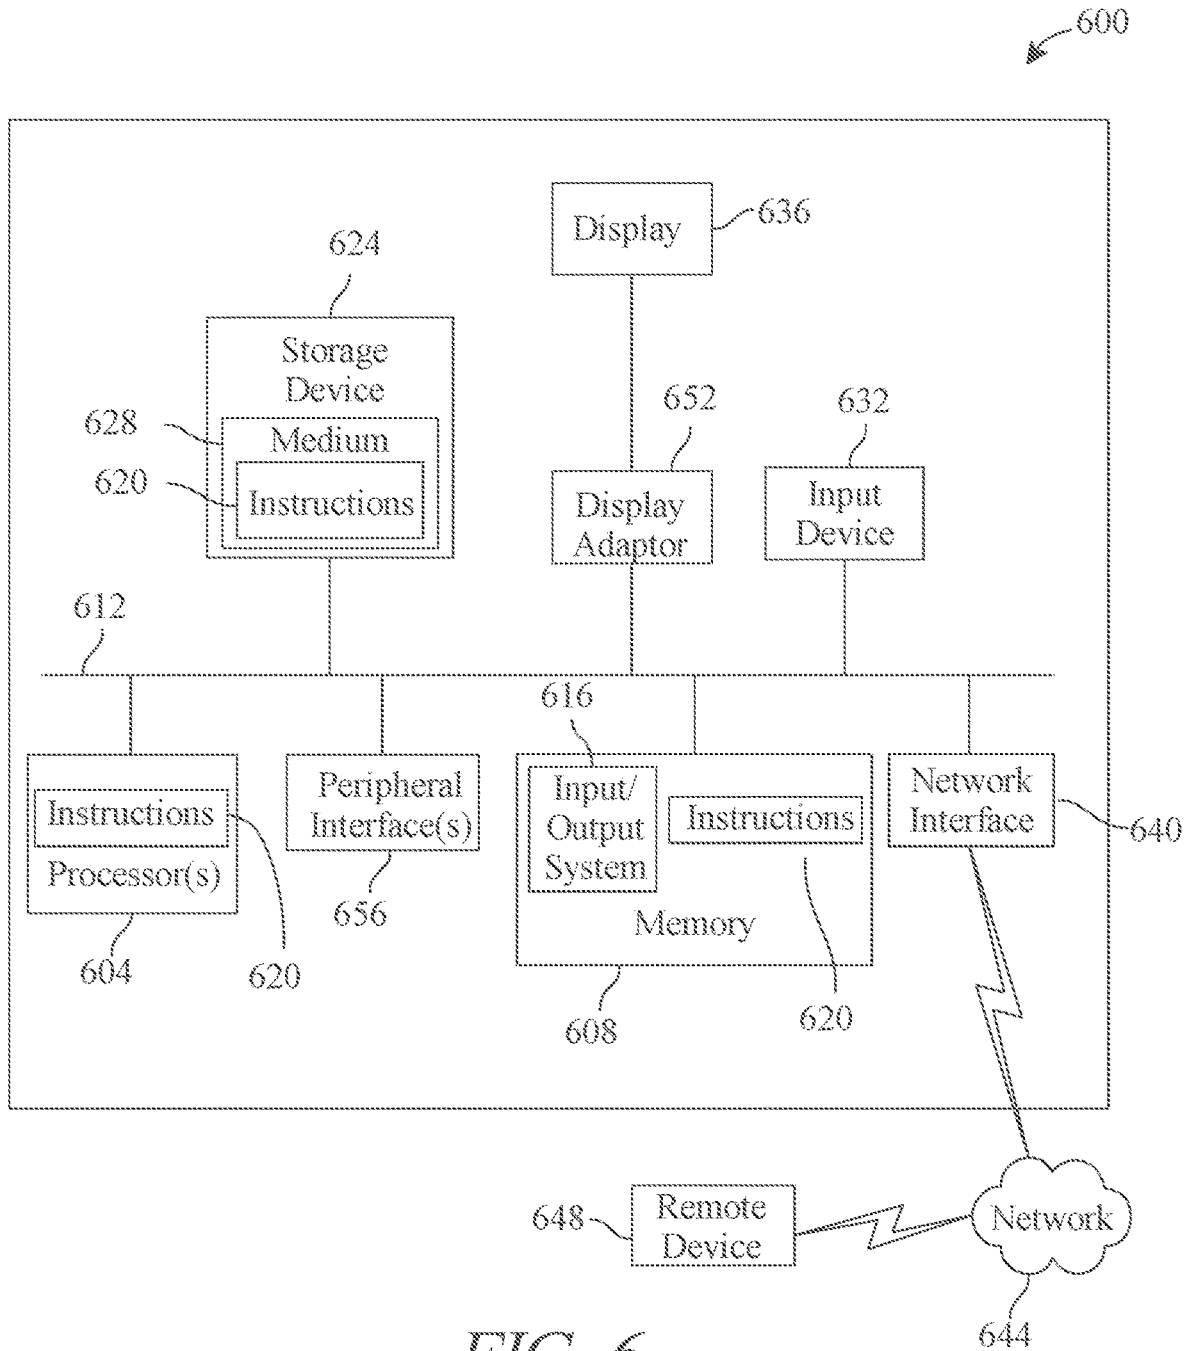 600
Display
636
624
Storage
Device
628
Medium
620
Instructions
652
Display
Adaptor
632
Input
Device
612
616
Instructions
Processor(s)
604
620
Peripheral
Interface(s)
656
Input/
Output
System
Instructions
Memory
608
620
Network
Interface
640
648
Remote
Device
Network
644
FIG. 6